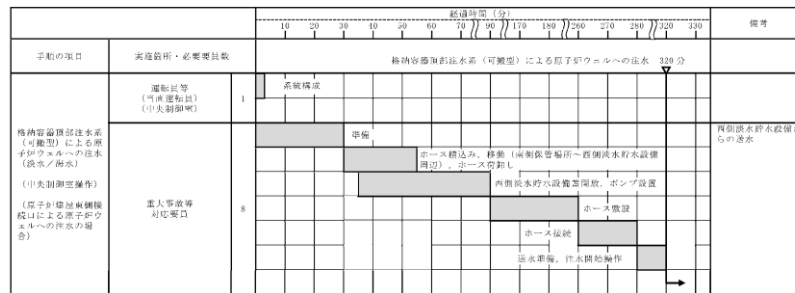 経過時間(分)
備考
10 20 30 40 50 60 70 80 90 180 260 270 280 320 330
手順の項目
実施箇所・必要要員数
格納容器頂部注水系(可搬型)による原子炉ウェルへの注水 320分
格納容器頂部注水系
(可搬型)による原
子炉ウェルへの注水
(淡水/海水)
(中央制御室操作)
(原子炉建屋東側接
続口による原子炉ウ
ェルへの注水の場
合)
運転員等
(当直運転員)
(中央制御室)
1
系統構成
重大事故等
対応要員
8
準備
ホース積込み,移動(南側保管場所~西側淡水貯水設備
周辺),ホース荷卸し
西側淡水貯水設備蓋開放,ポンプ設置
ホース敷設
ホース接続
送水準備,注水開始操作
西側淡水貯水設備か
らの送水